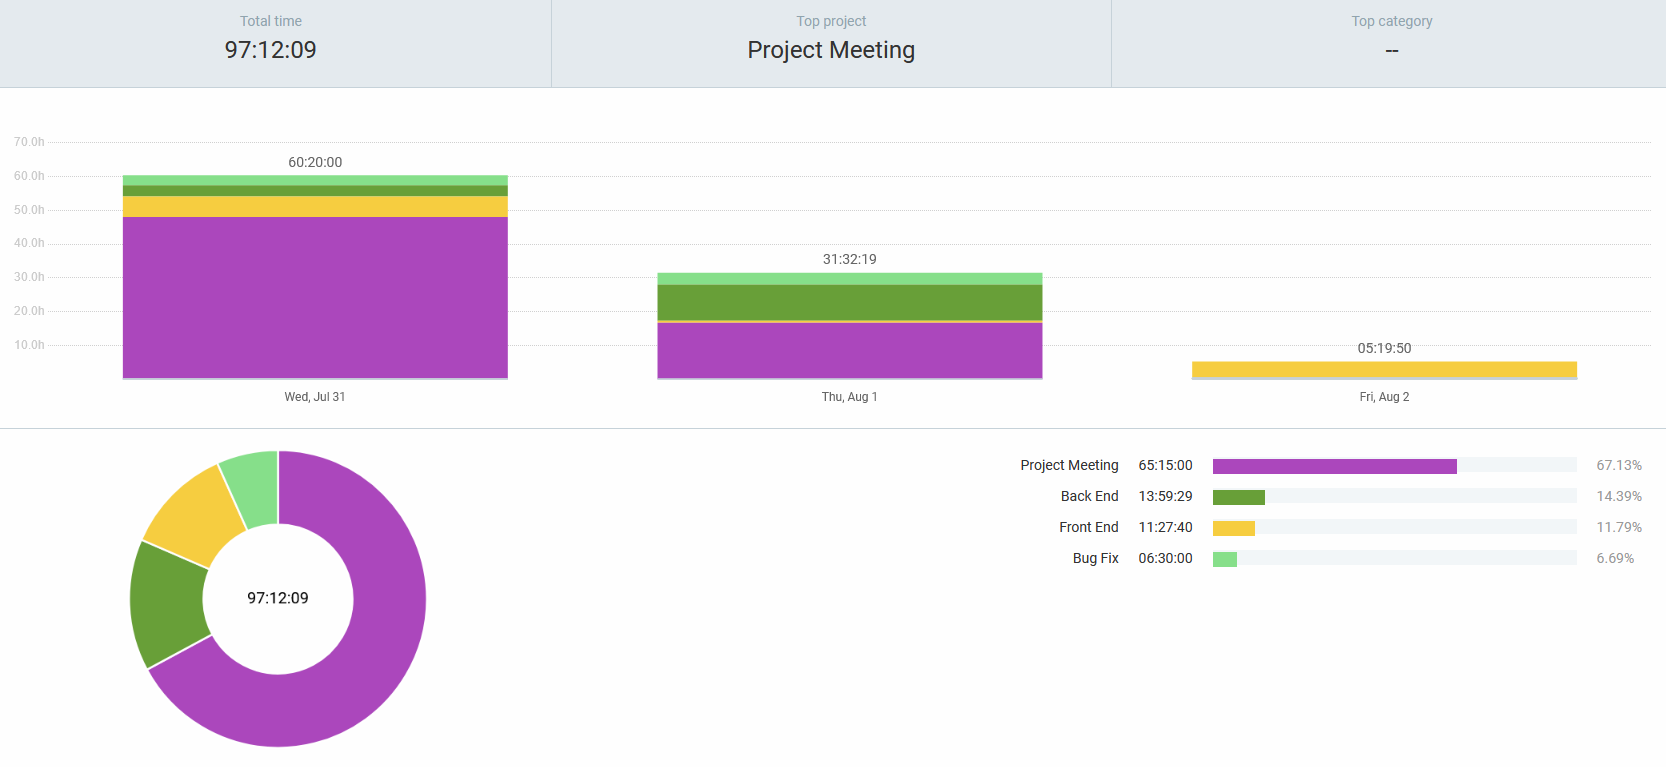 Total time
97:12:09
Top project
Project Meeting
Top category
--
70.0h
60:20:00
60.0h
50.0h
40.0h
31:32:19
30.0h
20.0h
10.0h
05:19:50
Wed, Jul 31
Thu, Aug 1
Fri, Aug 2
97:12:09
Project Meeting 65:15:00 67.13%
Back End 13:59:29 14.39%
Front End 11:27:40 11.79%
Bug Fix 06:30:00 6.69%